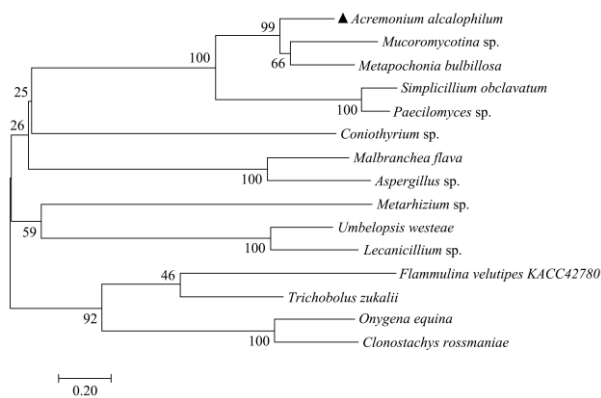 99
▲ Acremonium alcalophilum
Mucoromycotina sp.
66
Metapochonia bulbillosa
100
Simplicillium obclavatum
100
Paecilomyces sp.
25
Coniothyrium sp.
26
Malbranchea flava
100
Aspergillus sp.
Metarhizium sp.
59
Umbelopsis westeae
100
Lecanicillium sp.
46
Flammulina velutipes KACC42780
Trichobolus zukalii
92
Onygena equina
100
Clonostachys rossmaniae
0.20